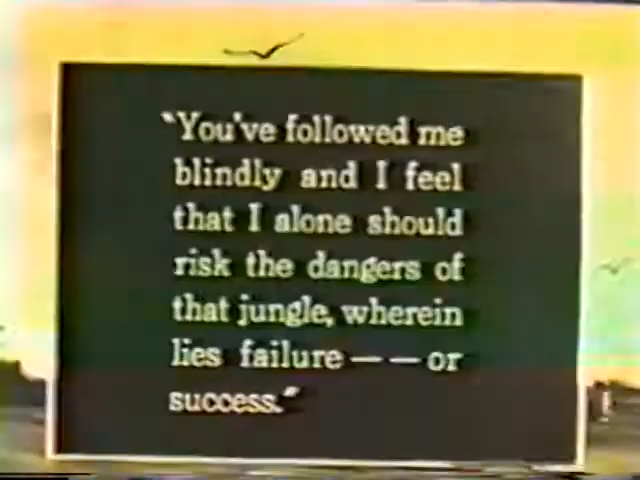 "You've followed me
blindly and I feel
that I alone should
risk the dangers of
that jungle, wherein
lies failure — — or
success."